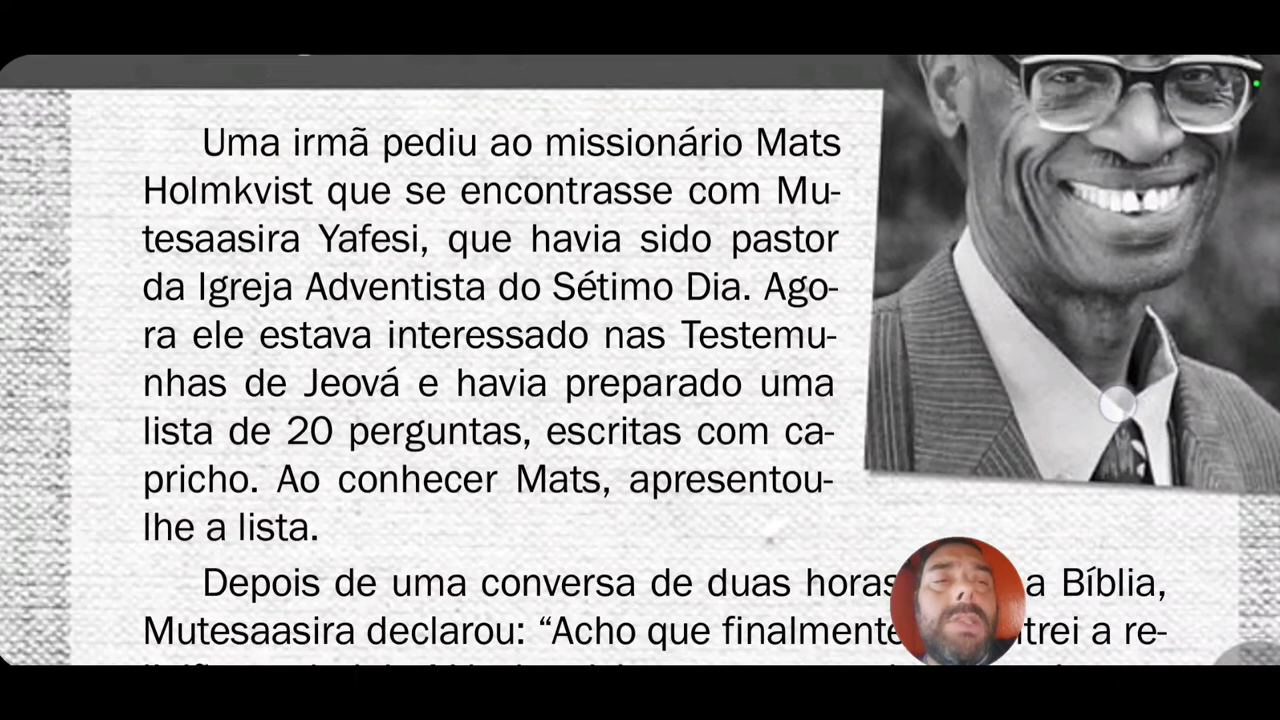 Uma irmã pediu ao missionário Mats
Holmkvist que se encontrasse com Mu-
tesaasira Yafesi, que havia sido pastor
da Igreja Adventista do Sétimo Dia. Ago-
ra ele estava interessado nas Testemu-
nhas de Jeová e havia preparado uma
lista de 20 perguntas, escritas com ca-
pricho. Ao conhecer Mats, apresentou-
lhe a lista.
Depois de uma conversa de duas horas a Bíblia,
Mutesaasira declarou: “Acho que finalmente a re-